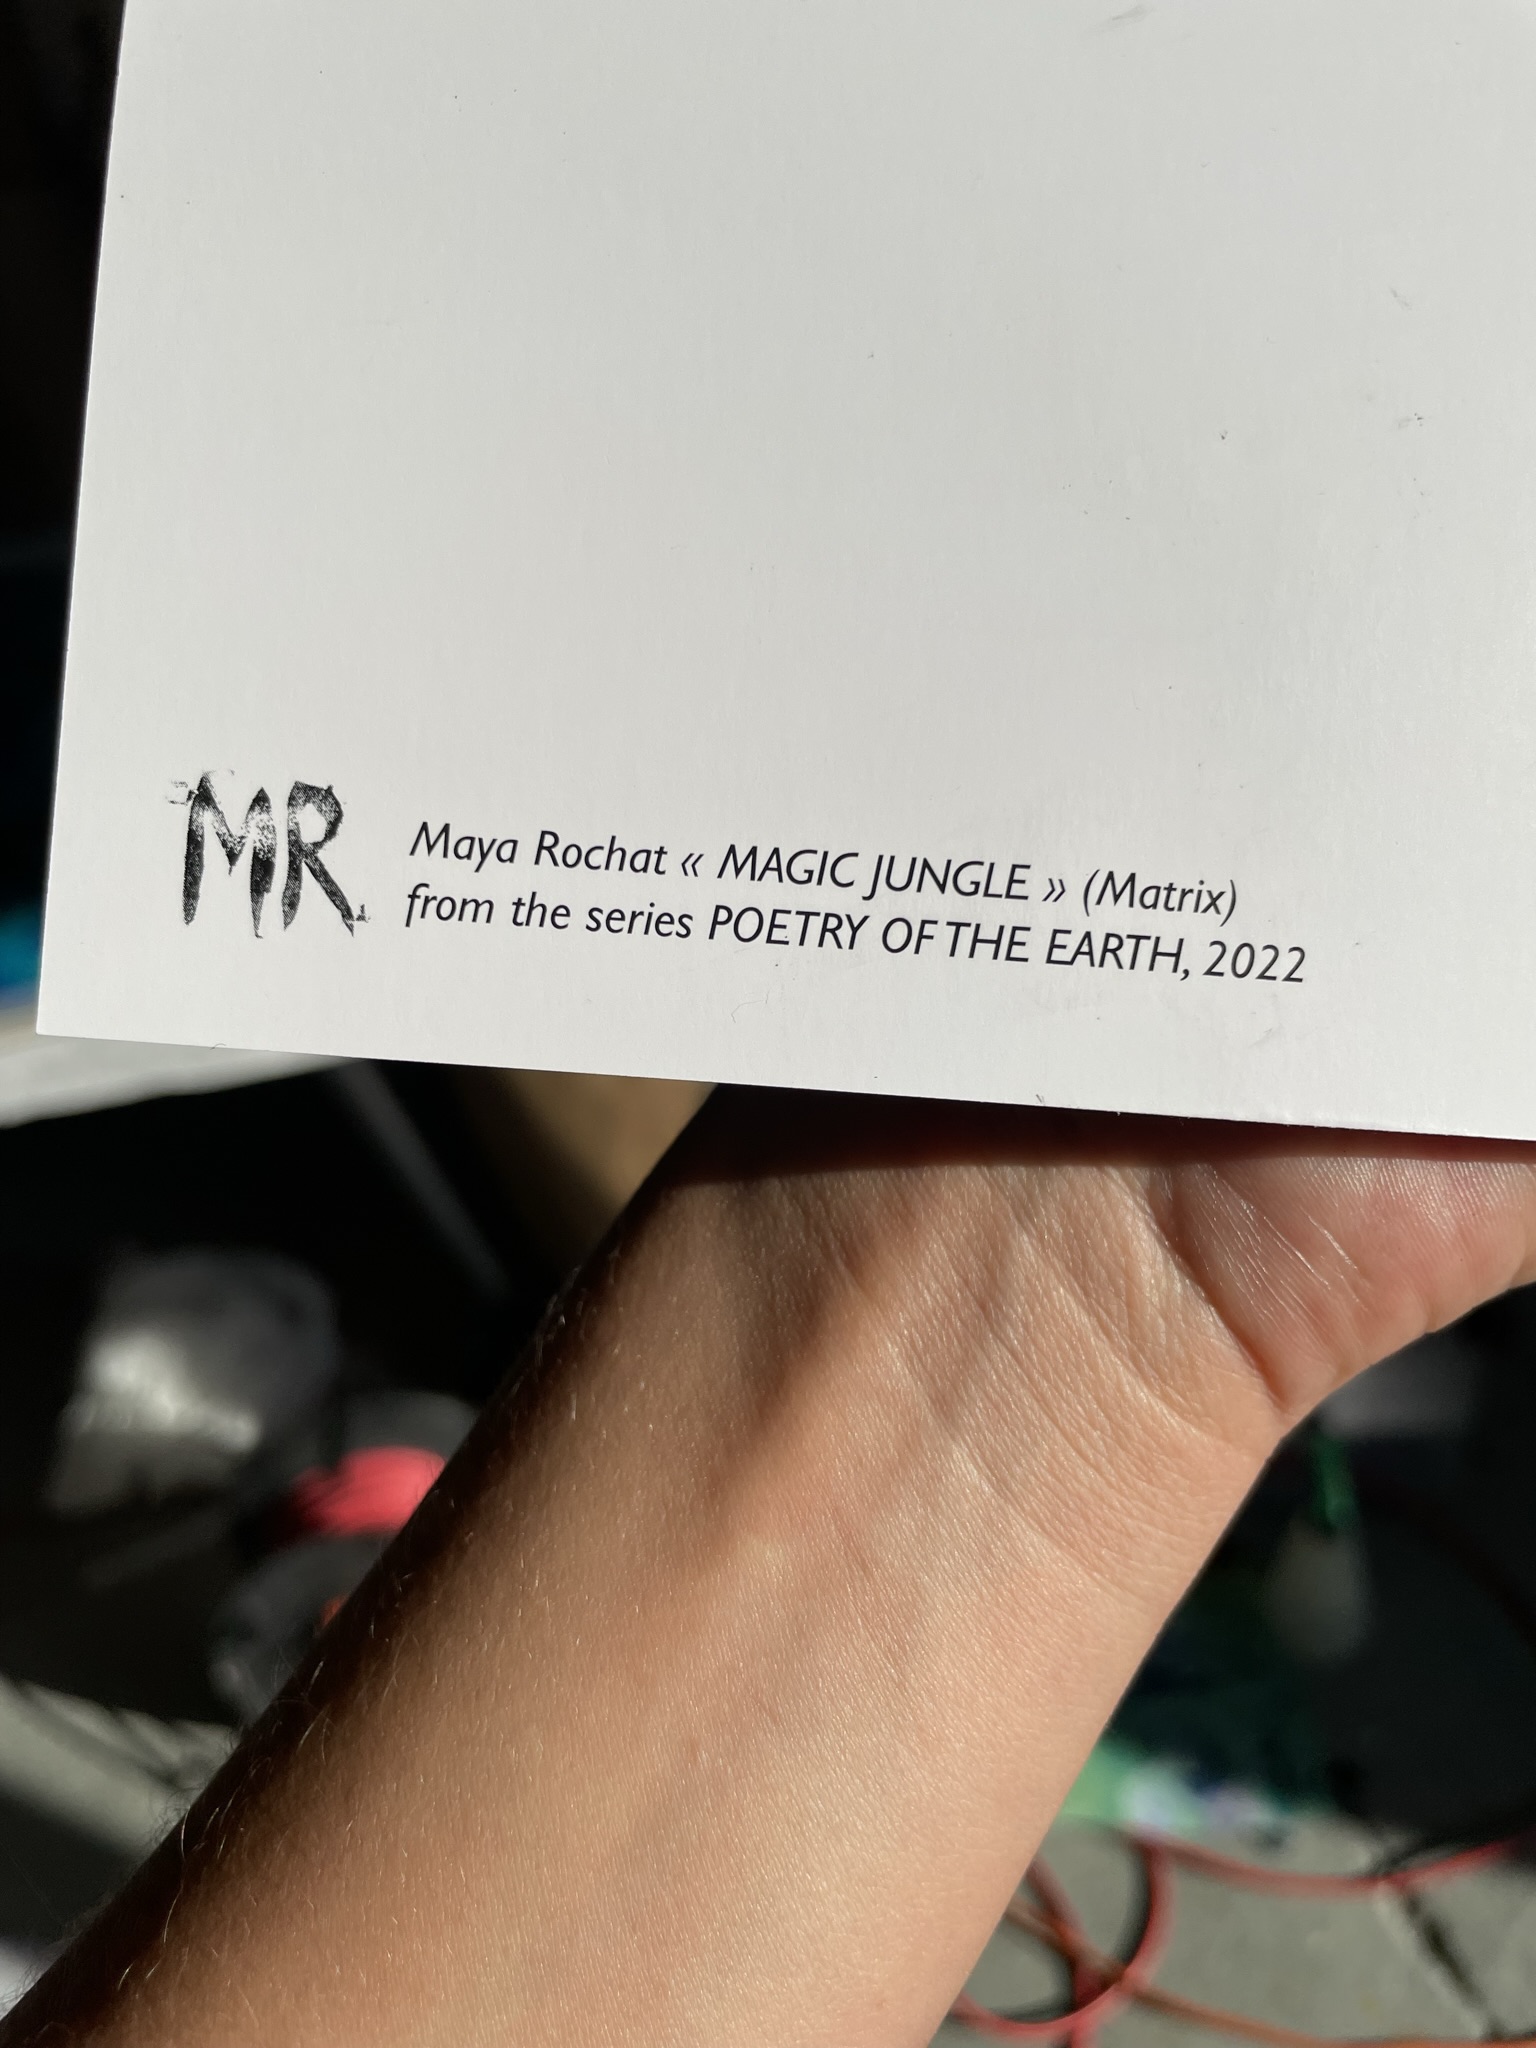 MR.
Maya Rochat « MAGIC JUNGLE » (Matrix)
from the series POETRY OF THE EARTH, 2022